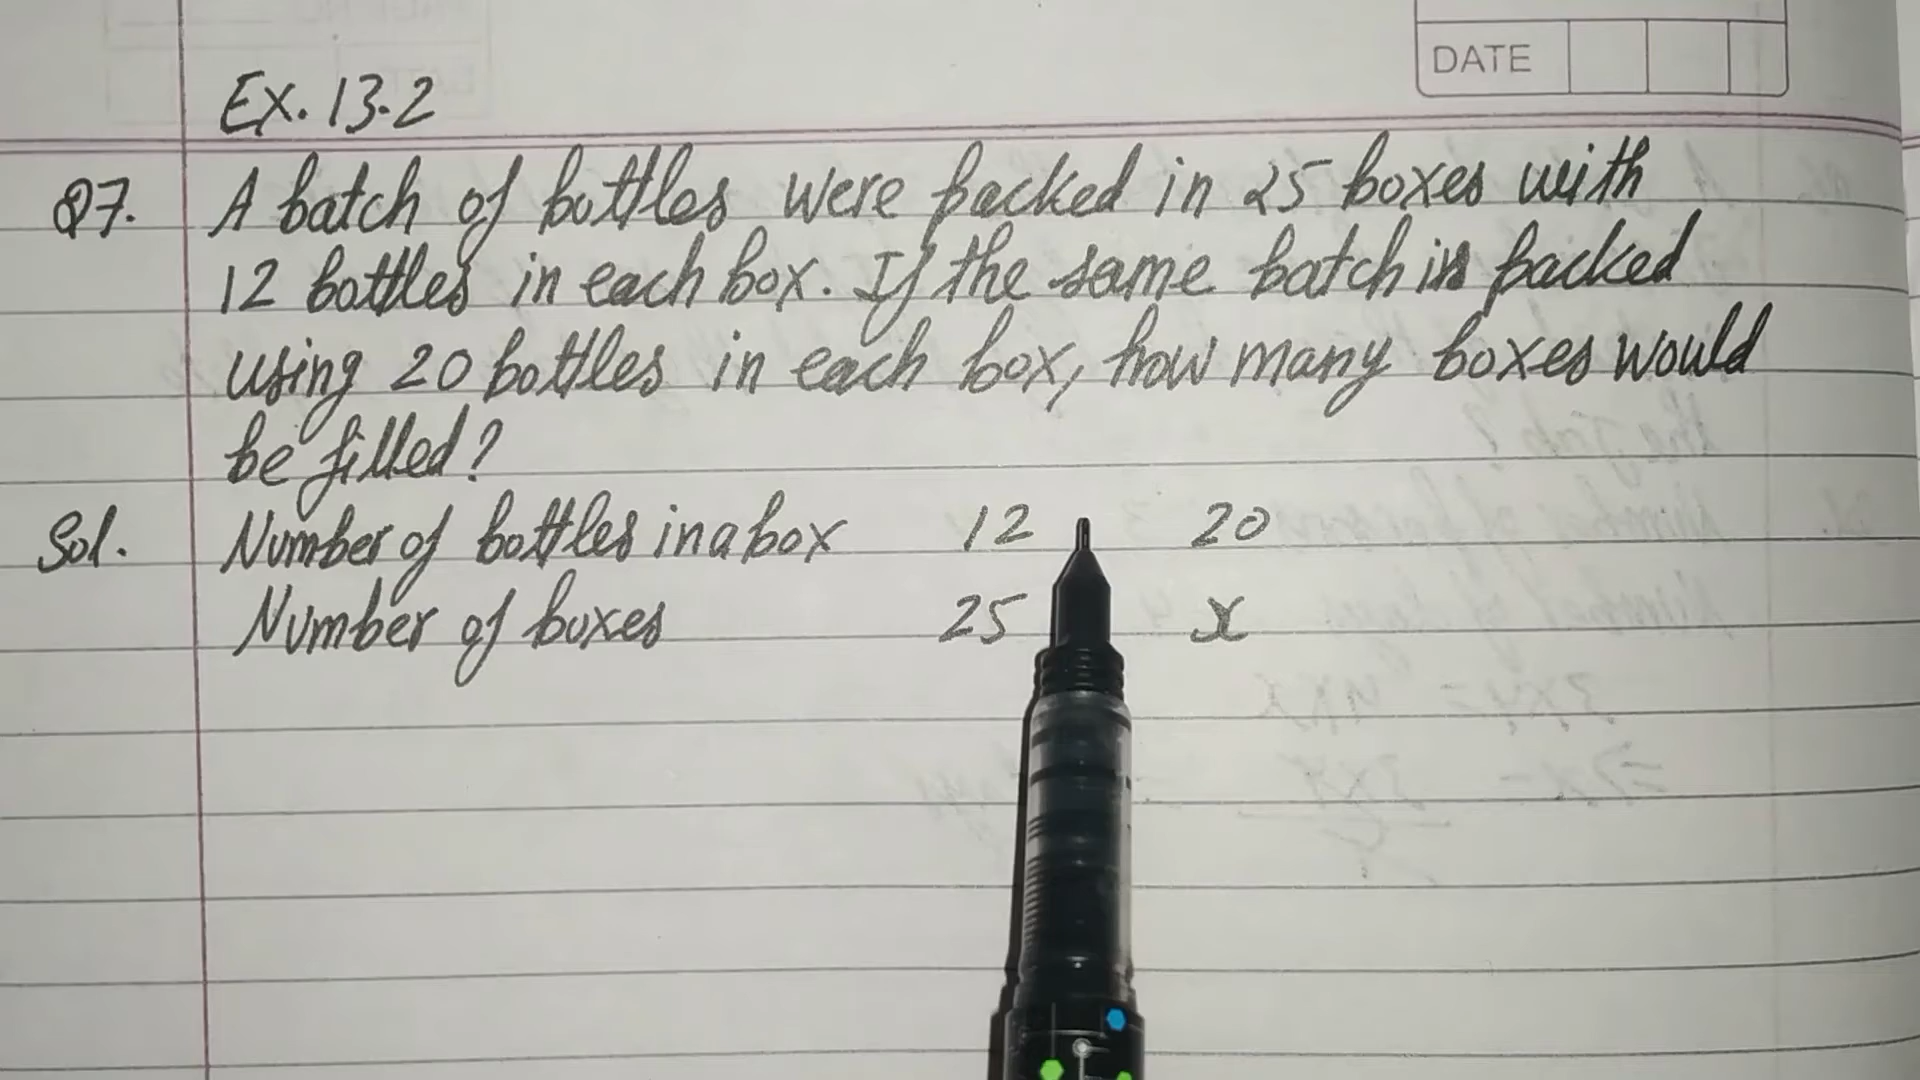 DATE
Ex. 13.2
Q7. A batch of bottles were packed in 25 boxes with
12 bottles in each box. If the same batch is packed
using 20 bottles in each box, how many boxes would
be filled?
Sol. Number of bottles in a box 12 20
Number of boxes 25 x